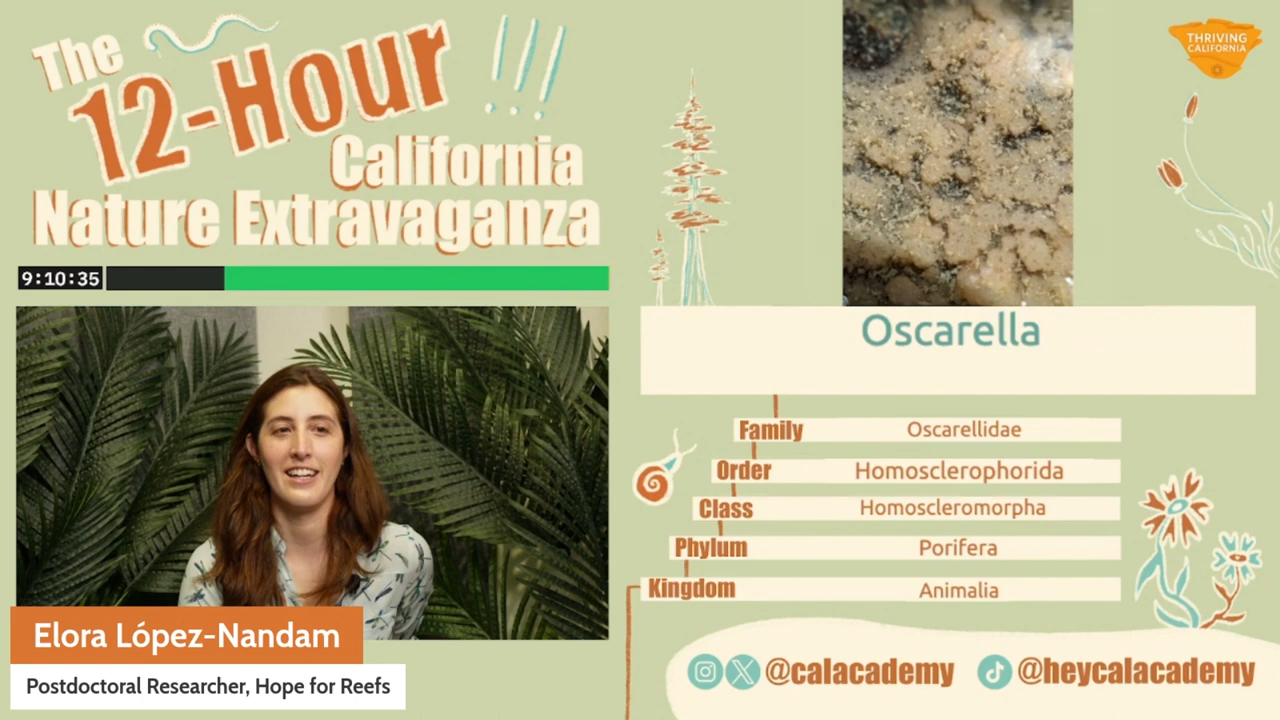 The
12-Hour !!!
California
Nature Extravaganza
9:10:35
Elora López-Nandam
Postdoctoral Researcher, Hope for Reefs
THRIVING
CALIFORNIA
Oscarella
Family Oscarellidae
Order Homosclerophorida
Class Homoscleromorpha
Phylum Porifera
Kingdom Animalia
@calacademy @heycalacademy